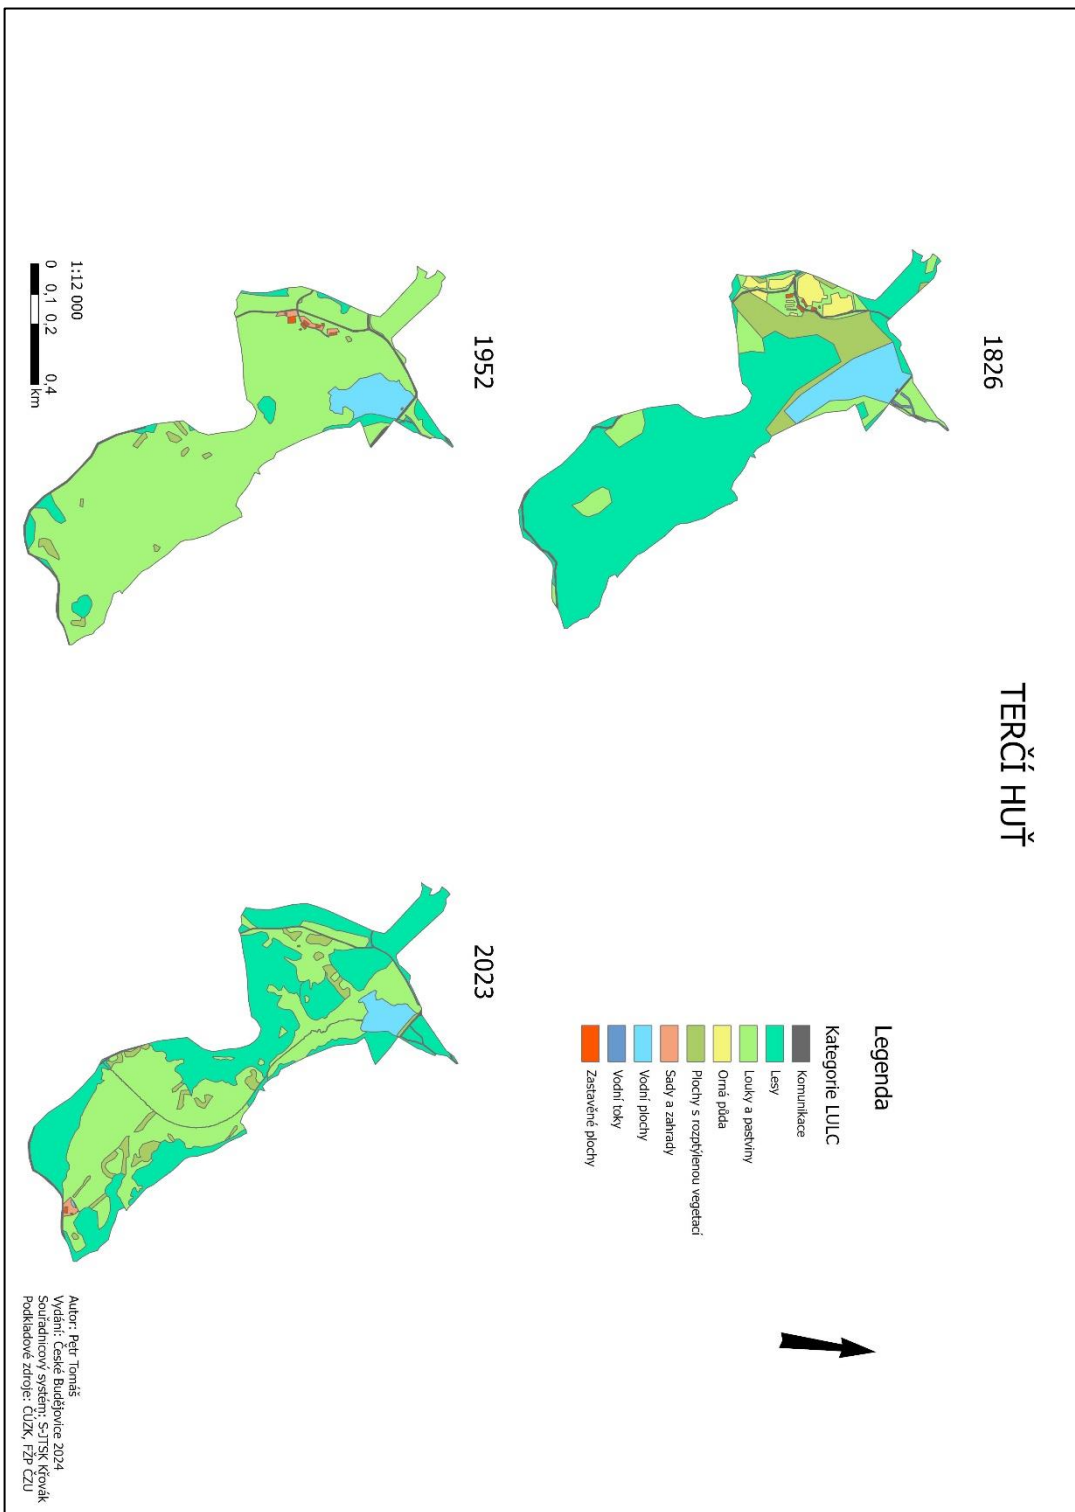 TERČÍ HUŤ
1826
1952
2023
Legenda
Kategorie LULC
Komunikace
Lesy
Louky a pastviny
Orná půda
Plochy s rozptýlenou vegetací
Sady a zahrady
Vodní plochy
Vodní toky
Zastavěné plochy
1:12 000
0 0,1 0,2 0,4
km
Autor: Petr Tomáš
Vydání: České Budějovice 2024
Souřadnicový systém: S-JTSK Křovák
Podkladové zdroje: ČÚZK, FŽP ČZU